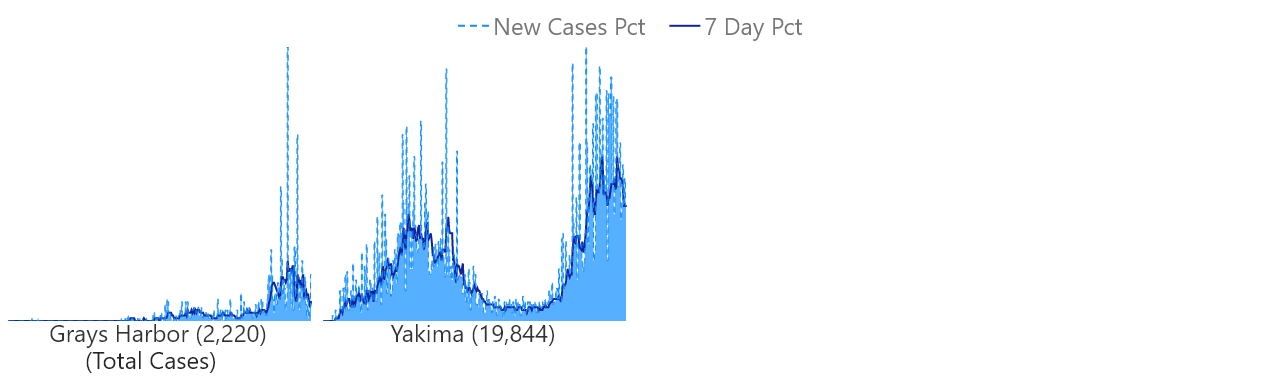 New Cases Pct 7 Day Pct
Grays Harbor (2,220) Yakima (19,844)
(Total Cases)